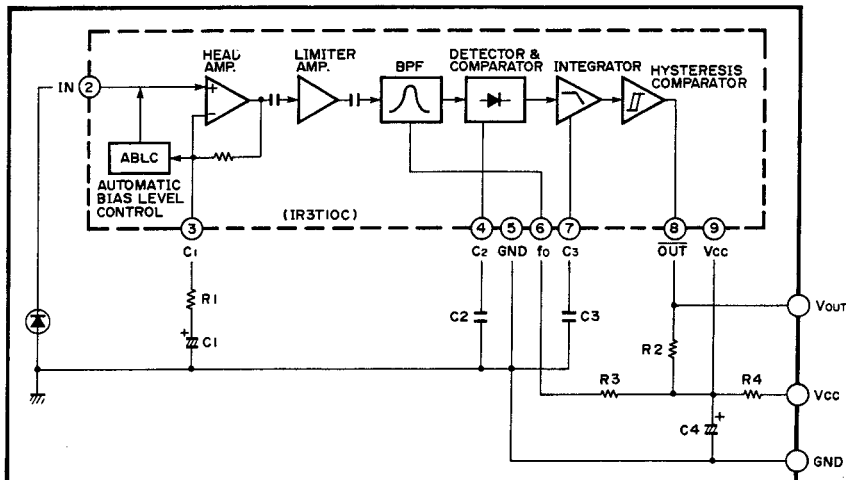 HEAD
AMP.
LIMITER
AMP.
BPF
DETECTOR &
COMPARATOR
INTEGRATOR
HYSTERESIS
COMPARATOR
IN 2
+
−
ABLC
AUTOMATIC
BIAS LEVEL
CONTROL
(IR3T10C)
3 4 5 6 7 8 9
C1 C2 GND f0 C3 OUT VCC
R1
+
C1
C2
C3
R2
R3
R4
C4
+
VOUT
VCC
GND